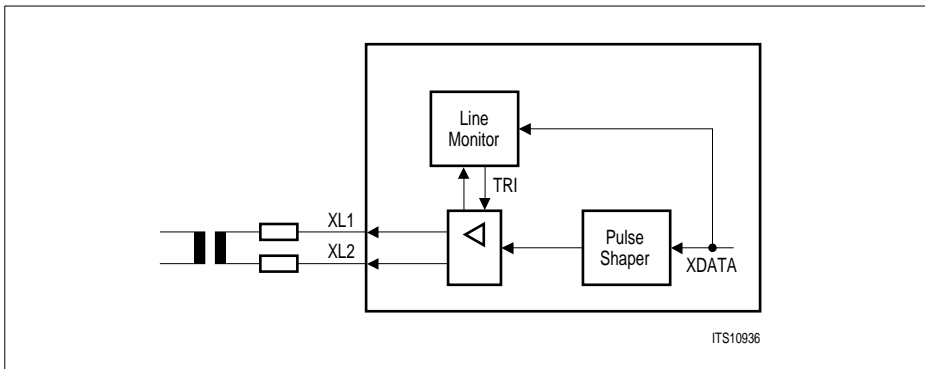 Line
Monitor
TRI
XL1
XL2
Pulse
Shaper
XDATA
ITS10936